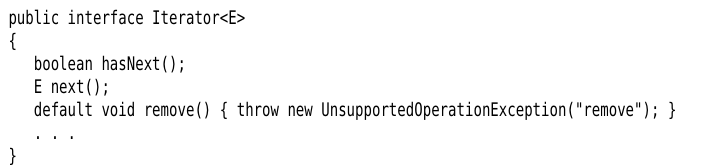 public interface Iterator<E>
{
boolean hasNext();
E next();
default void remove() { throw new UnsupportedOperationException("remove"); }
. . .
}